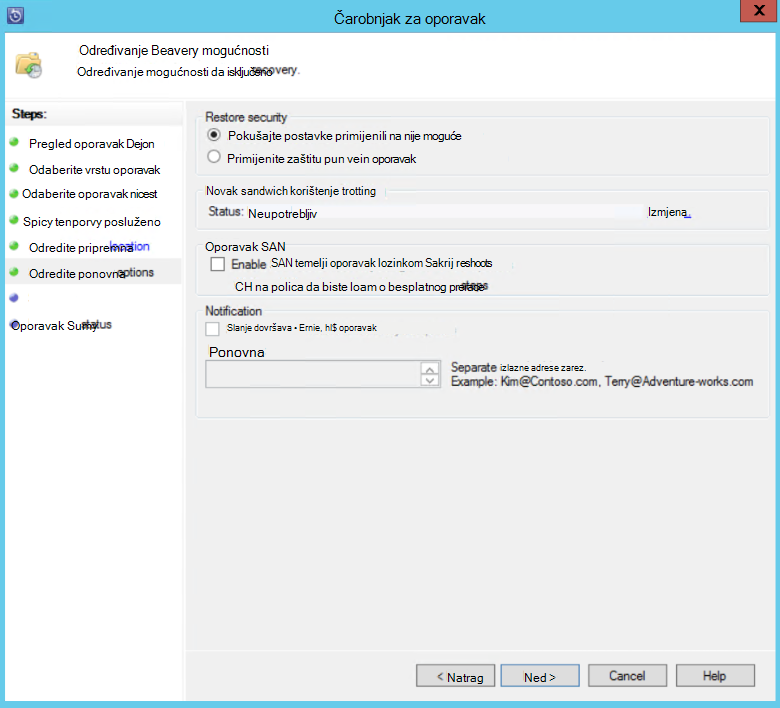 Čarobnjak za oporavak
X
Određivanje Beavery mogućnosti
Određivanje mogućnosti da isključeno recovery.
Steps:
Pregled oporavak Dejon
Odaberite vrstu oporavak
Odaberite oporavak nicest
Spicy tenporvy posluženo
Odredite pripremna location
Odredite ponovna options
Oporavak Sumy status
Restore security
Pokušajte postavke primijenili na nije moguće
Primijenite zaštitu pun vein oporavak
Novak sandwich korištenje trotting
Status: Neupotrebljiv
Izmjena..
Oporavak SAN
Enable SAN temelji oporavak lozinkom Sakrij reshoots
CH na polica da biste loam o besplatnog steps
Notification
Slanje dovršava • Ernie, hl$ oporavak
Ponovna
Separate izlazne adrese zarez.
Example: Kim@Contoso.com, Terry@Adventure-works.com
< Natrag
Ned >
Cancel
Help